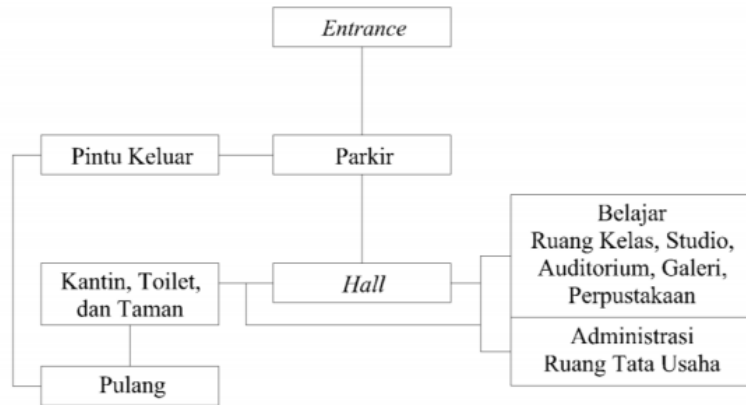 Entrance
Pintu Keluar
Parkir
Belajar
Ruang Kelas, Studio,
Auditorium, Galeri,
Perpustakaan
Kantin, Toilet,
dan Taman
Hall
Administrasi
Ruang Tata Usaha
Pulang